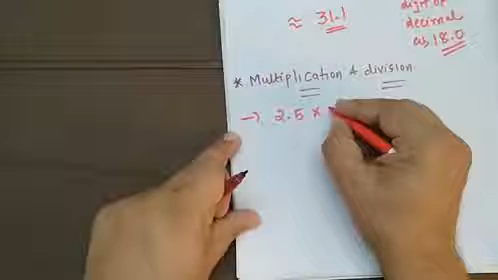 ≈ 31.1
digit of
decimal
as 18.0
* Multiplication & division
→ 2.5 ×